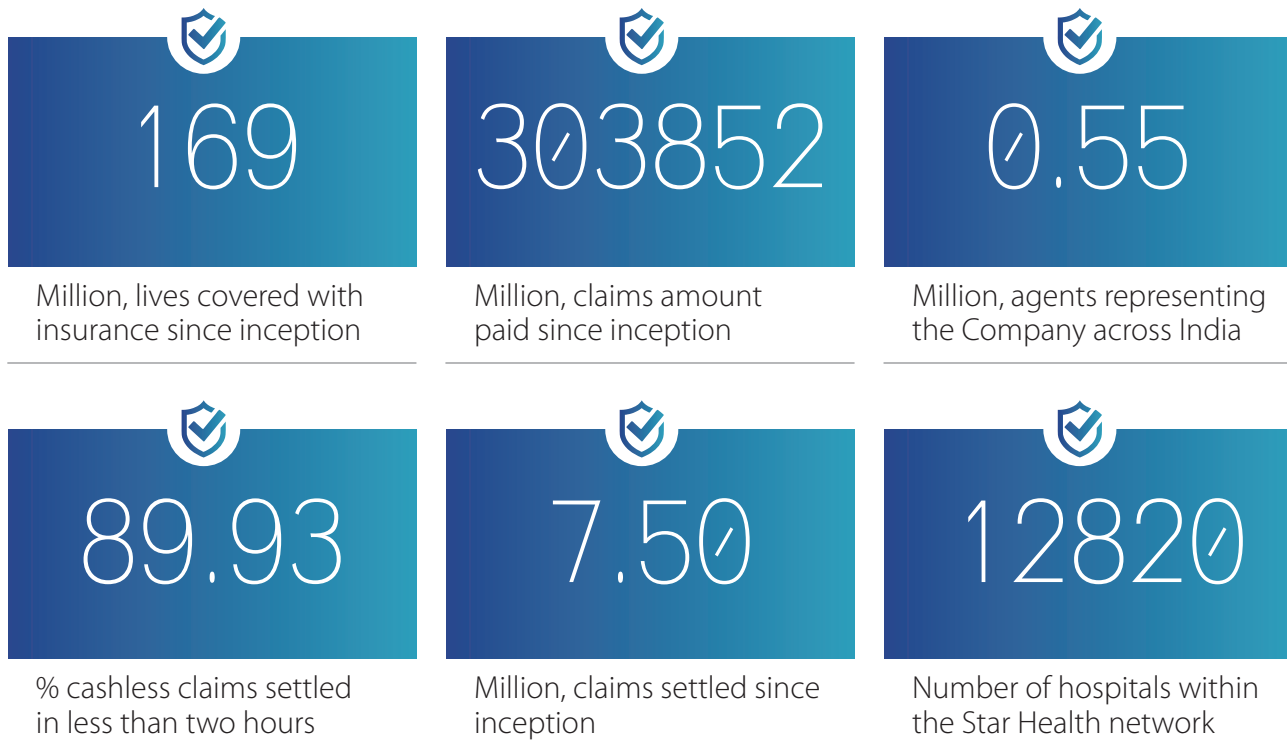 169
Million, lives covered with
insurance since inception
303852
Million, claims amount
paid since inception
0.55
Million, agents representing
the Company across India
89.93
% cashless claims settled
in less than two hours
7.50
Million, claims settled since
inception
12820
Number of hospitals within
the Star Health network